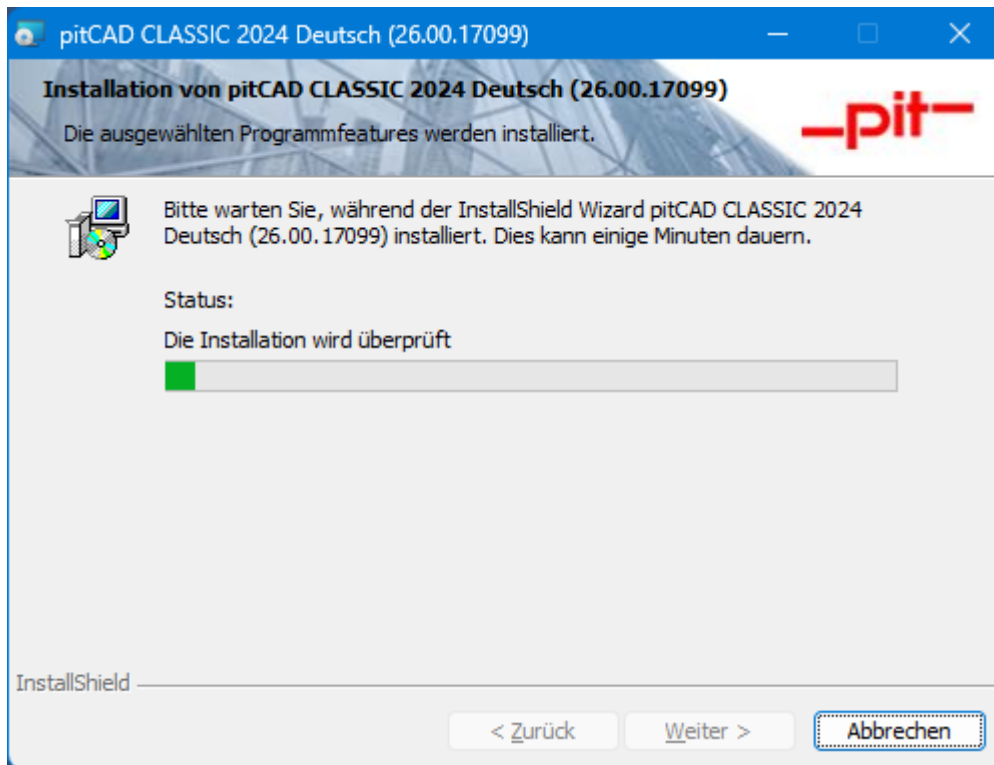 pitCAD CLASSIC 2024 Deutsch (26.00.17099)
Installation von pitCAD CLASSIC 2024 Deutsch (26.00.17099)
Die ausgewählten Programmfeatures werden installiert.
pit
Bitte warten Sie, während der InstallShield Wizard pitCAD CLASSIC 2024
Deutsch (26.00.17099) installiert. Dies kann einige Minuten dauern.
Status:
Die Installation wird überprüft
InstallShield
< Zurück
Weiter >
Abbrechen